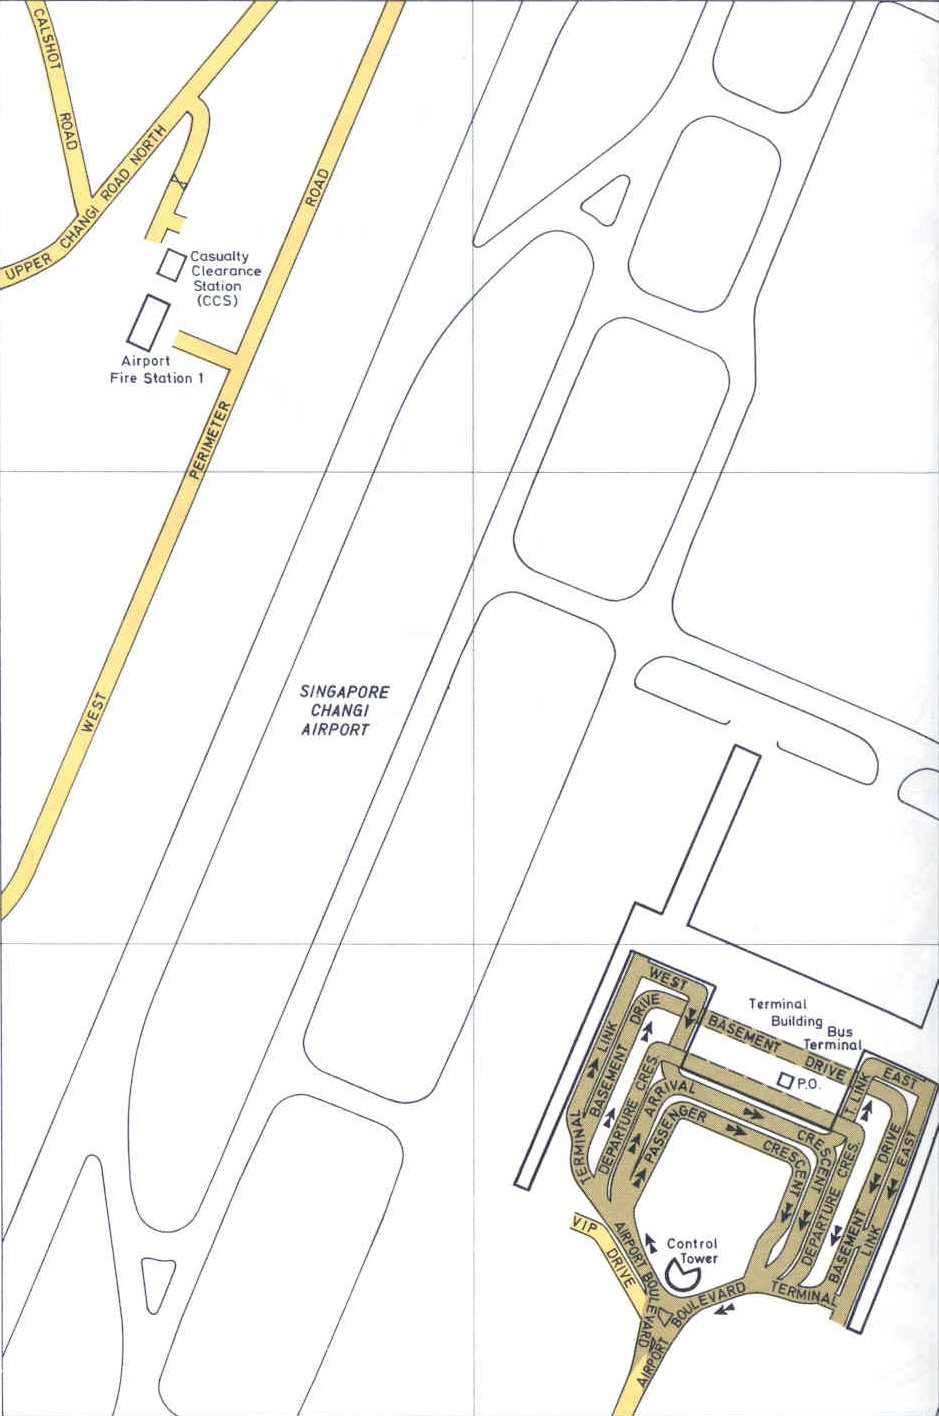 CALSHOT
ROAD
UPPER CHANGI ROAD NORTH
ROAD
Casualty
Clearance
Station
(CCS)
Airport
Fire Station 1
PERIMETER
WEST
SINGAPORE
CHANGI
AIRPORT
WEST
Terminal
Building
Bus
Terminal
BASEMENT DRIVE
P.O.
EAST
TERMINAL LINK
BASEMENT DRIVE
DEPARTURE CRES.
ARRIVAL CRESCENT
PASSENGER CRESCENT
T. LINK
DEPARTURE CRES.
BASEMENT DRIVE
TERMINAL LINK EAST
VIP DRIVE
AIRPORT BOULEVARD
Control
Tower
AIRPORT BOULEVARD